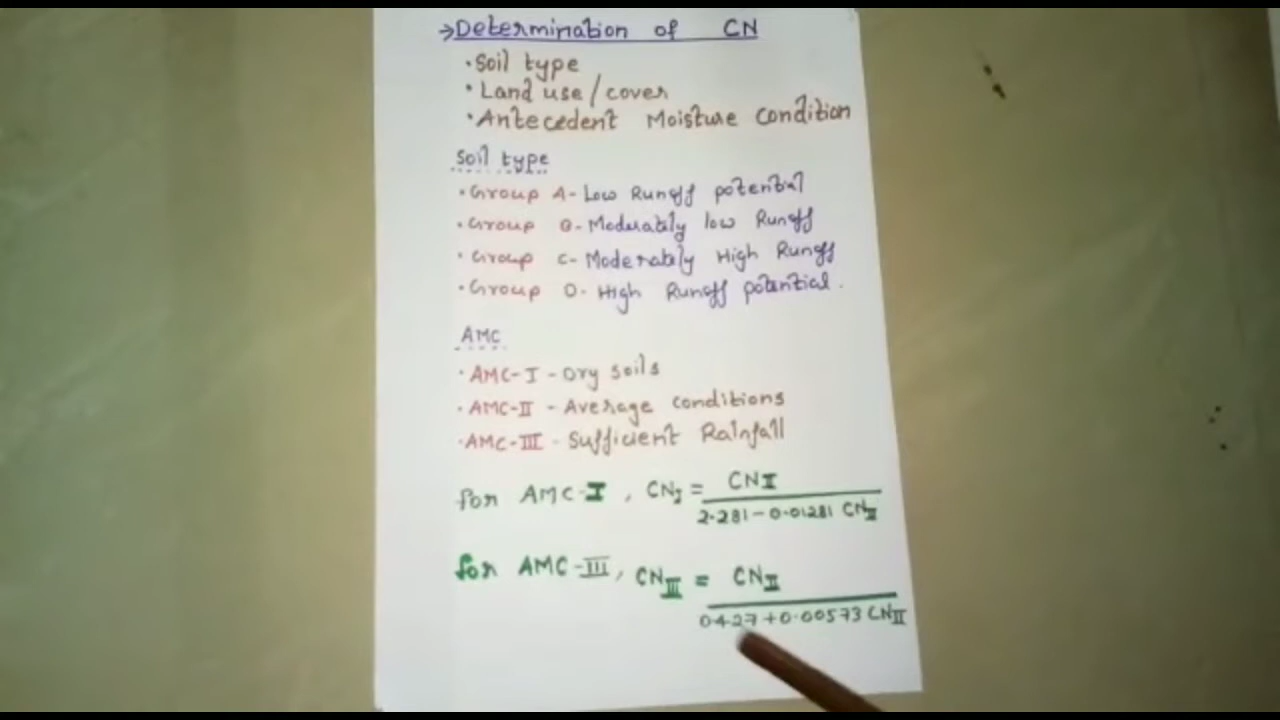 →Determination of CN
• Soil type
• Land use/cover
• Antecedent Moisture Condition
Soil type
• Group A- Low Runoff potential
• Group B- Moderately low Runoff
• Group C- Moderately High Runoff
• Group D- High Runoff potential.
AMC
• AMC-I - Dry soils
• AMC-II - Average conditions
• AMC-III - Sufficient Rainfall
for AMC-I, CNI = CNII
2.281-0.01281 CNII
for AMC-III, CNIII = CNII
0.427+0.00573 CNII